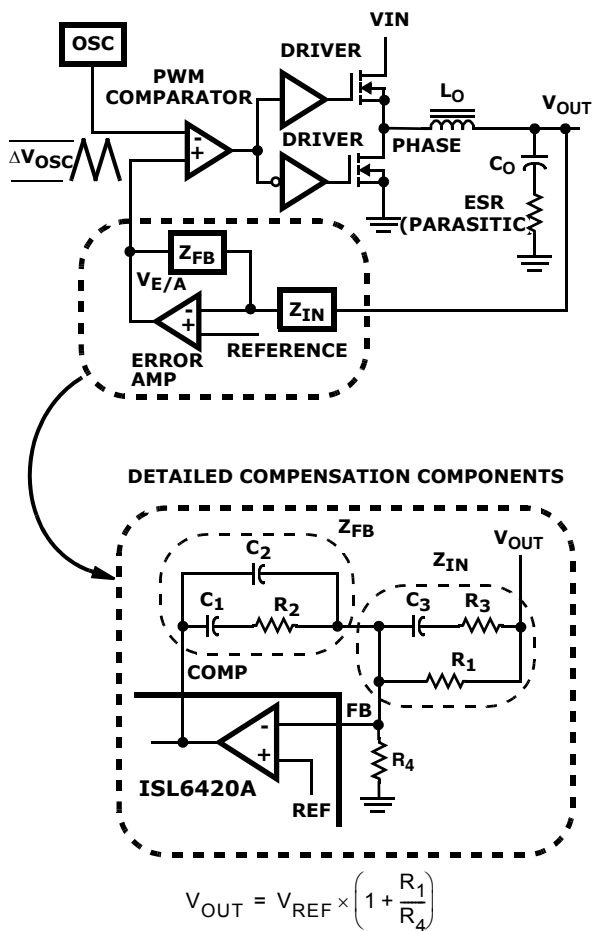 VIN
OSC
DRIVER
PWM
COMPARATOR
LO
VOUT
-
+
DRIVER
PHASE
ΔVOSC
CO
ESR
(PARASITIC
ZFB
VE/A
-
+
ZIN
REFERENCE
ERROR
AMP
DETAILED COMPENSATION COMPONENTS
ZFB
VOUT
C2
ZIN
C1
R2
C3
R3
R1
COMP
FB
-
+
R4
ISL6420A
REF
VOUT = VREF × (1 + R1/R4)